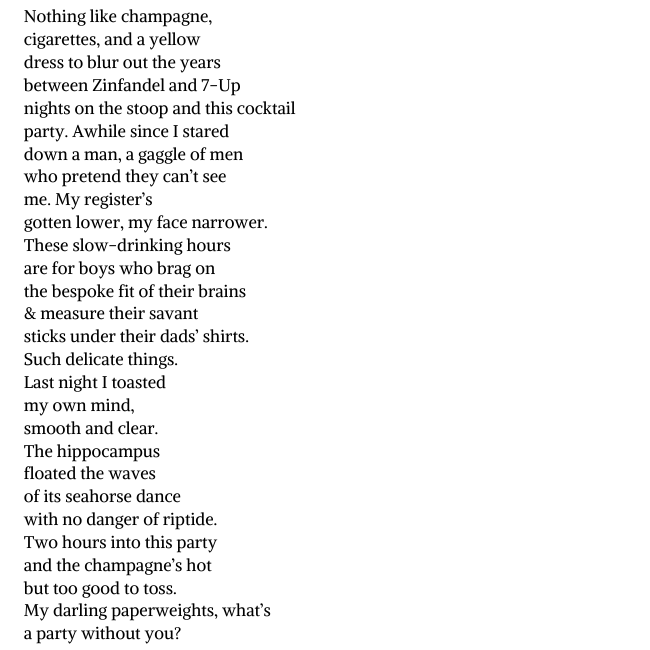 Nothing like champagne,
cigarettes, and a yellow
dress to blur out the years
between Zinfandel and 7-Up
nights on the stoop and this cocktail
party. Awhile since I stared
down a man, a gaggle of men
who pretend they can’t see
me. My register’s
gotten lower, my face narrower.
These slow-drinking hours
are for boys who brag on
the bespoke fit of their brains
& measure their savant
sticks under their dads’ shirts.
Such delicate things.
Last night I toasted
my own mind,
smooth and clear.
The hippocampus
floated the waves
of its seahorse dance
with no danger of riptide.
Two hours into this party
and the champagne’s hot
but too good to toss.
My darling paperweights, what’s
a party without you?